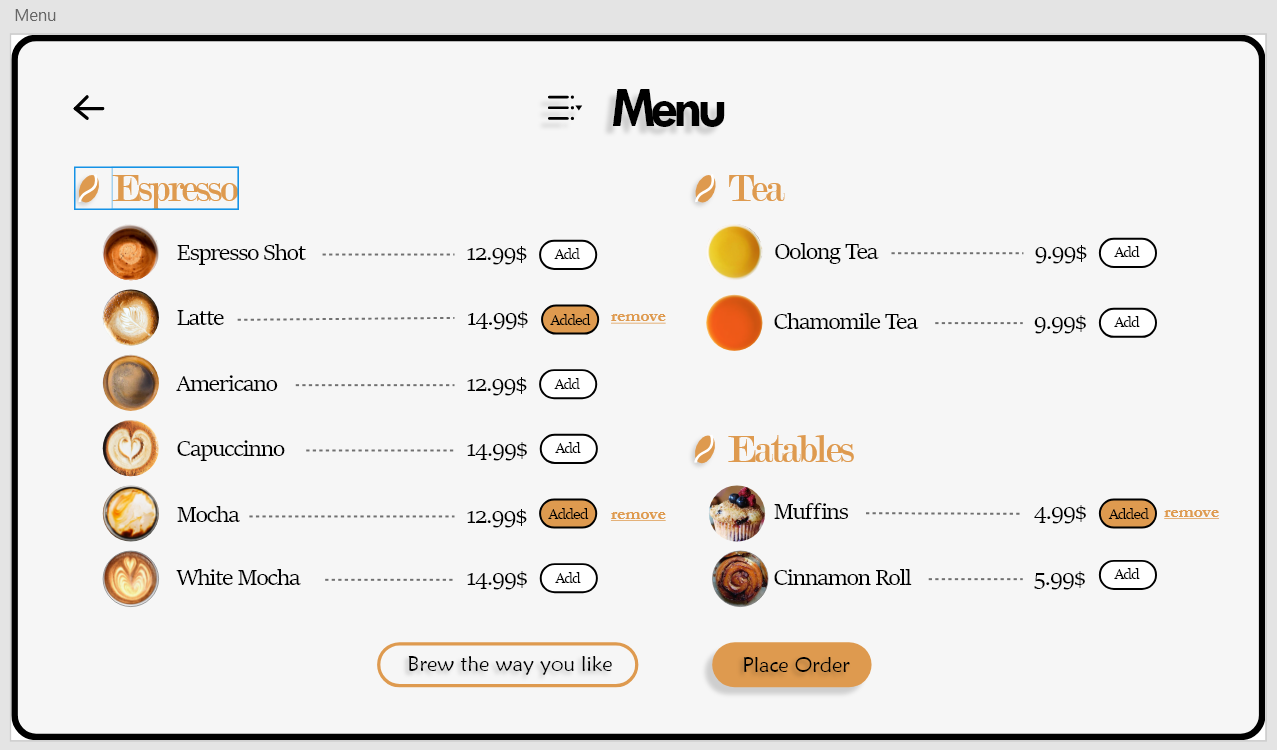 Menu
Menu
Espresso
Espresso Shot 12.99$ Add
Latte 14.99$ Added remove
Americano 12.99$ Add
Capuccinno 14.99$ Add
Mocha 12.99$ Added remove
White Mocha 14.99$ Add
Tea
Oolong Tea 9.99$ Add
Chamomile Tea 9.99$ Add
Eatables
Muffins 4.99$ Added remove
Cinnamon Roll 5.99$ Add
Brew the way you like
Place Order